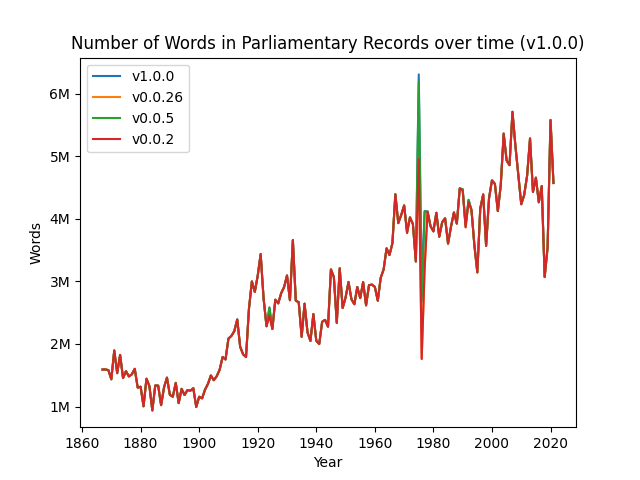 Number of Words in Parliamentary Records over time (v1.0.0)
v1.0.0
v0.0.26
v0.0.5
v0.0.2
6M
5M
4M
3M
2M
1M
Words
1860 1880 1900 1920 1940 1960 1980 2000 2020
Year